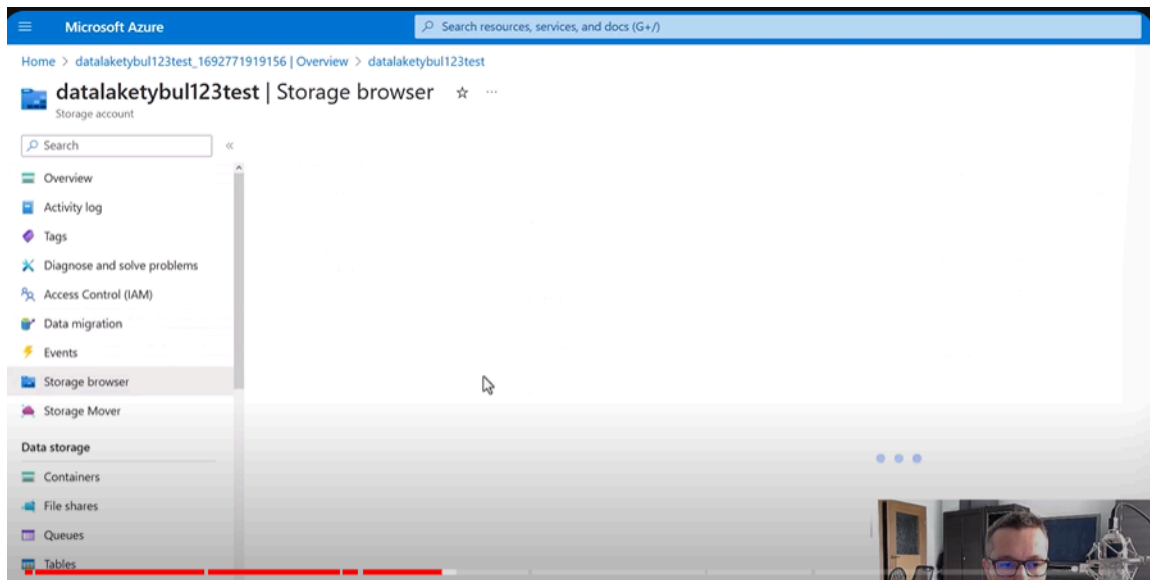 Microsoft Azure
Search resources, services, and docs (G+/)
Home > datalaketybul123test_1692771919156 | Overview > datalaketybul123test
datalaketybul123test | Storage browser
Storage account
Search
Overview
Activity log
Tags
Diagnose and solve problems
Access Control (IAM)
Data migration
Events
Storage browser
Storage Mover
Data storage
Containers
File shares
Queues
Tables